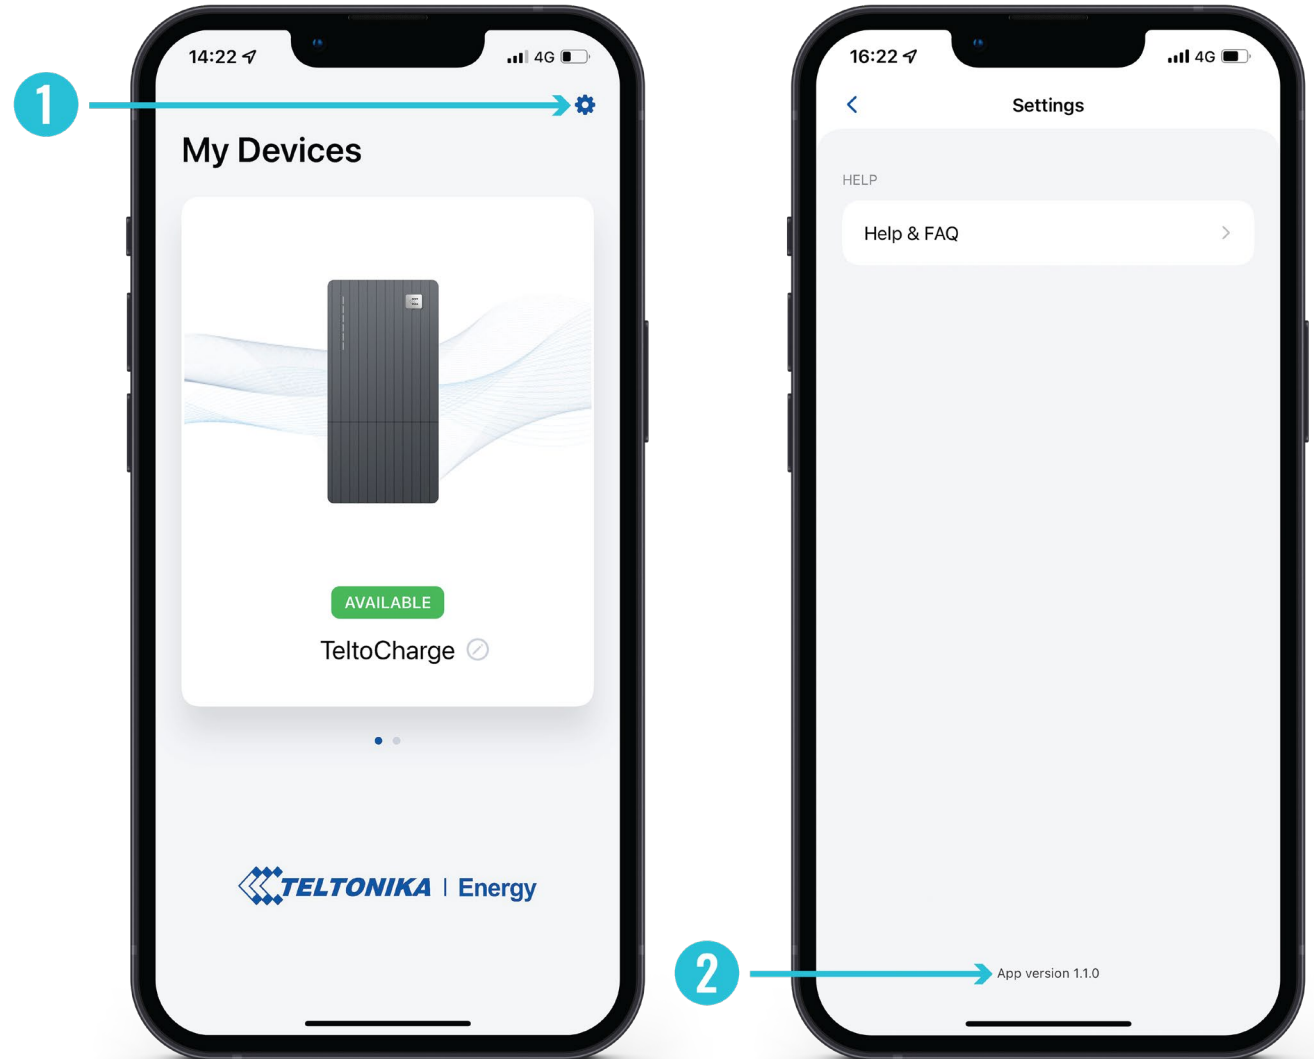 1
14:22
4G
My Devices
AVAILABLE
TeltoCharge
TELTONIKA | Energy
2
16:22
4G
Settings
HELP
Help & FAQ
App version 1.1.0